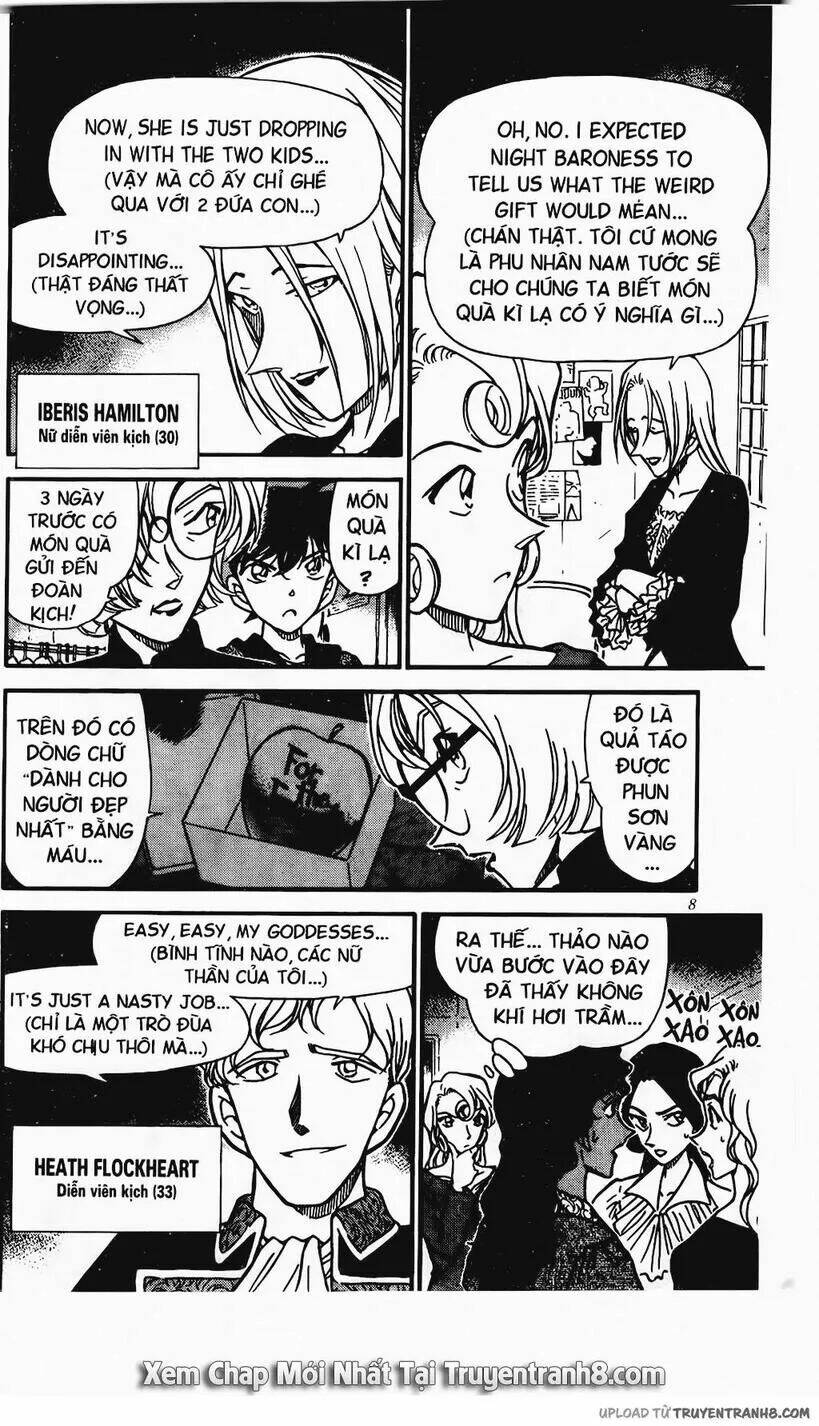 OH, NO. I EXPECTED
NIGHT BARONESS TO
TELL US WHAT THE WEIRD
GIFT WOULD MEAN...
(CHÁN THẬT. TÔI CỨ MONG
LÀ PHU NHÂN NAM TƯỚC SẼ
CHO CHÚNG TA BIẾT MÓN
QUÀ KÌ LẠ CÓ Ý NGHĨA GÌ...)
NOW, SHE IS JUST DROPPING
IN WITH THE TWO KIDS...
(VẬY MÀ CÔ ẤY CHỈ GHÉ
QUA VỚI 2 ĐỨA CON...)
IT'S
DISAPPOINTING...
(THẬT ĐÁNG THẤT
VỌNG...)
IBERIS HAMILTON
Nữ diễn viên kịch (30)
MÓN
QUÀ
KÌ LẠ
?
3 NGÀY
TRƯỚC CÓ
MÓN QUÀ
GỬI ĐẾN
ĐOÀN
KỊCH!
ĐÓ LÀ
QUẢ TÁO
ĐƯỢC
PHUN
SƠN
VÀNG
...
For
the
TRÊN ĐÓ CÓ
DÒNG CHỮ
"DÀNH CHO
NGƯỜI ĐẸP
NHẤT" BẰNG
MÁU...
8
RA THẾ... THẢO NÀO
VỪA BƯỚC VÀO ĐÂY
ĐÃ THẤY KHÔNG
KHÍ HƠI TRẦM...
XÔN
XAO
XÔN
XAO
EASY, EASY, MY GODDESSES...
(BÌNH TĨNH NÀO, CÁC NỮ
THẦN CỦA TÔI...)
IT'S JUST A NASTY JOB...
(CHỈ LÀ MỘT TRÒ ĐÙA
KHÓ CHỊU THÔI MÀ...)
HEATH FLOCKHEART
Diễn viên kịch (33)
Xem Chap Mới Nhất Tại Truyentranh8.com
UPLOAD TỪ TRUYENTRANH8.COM